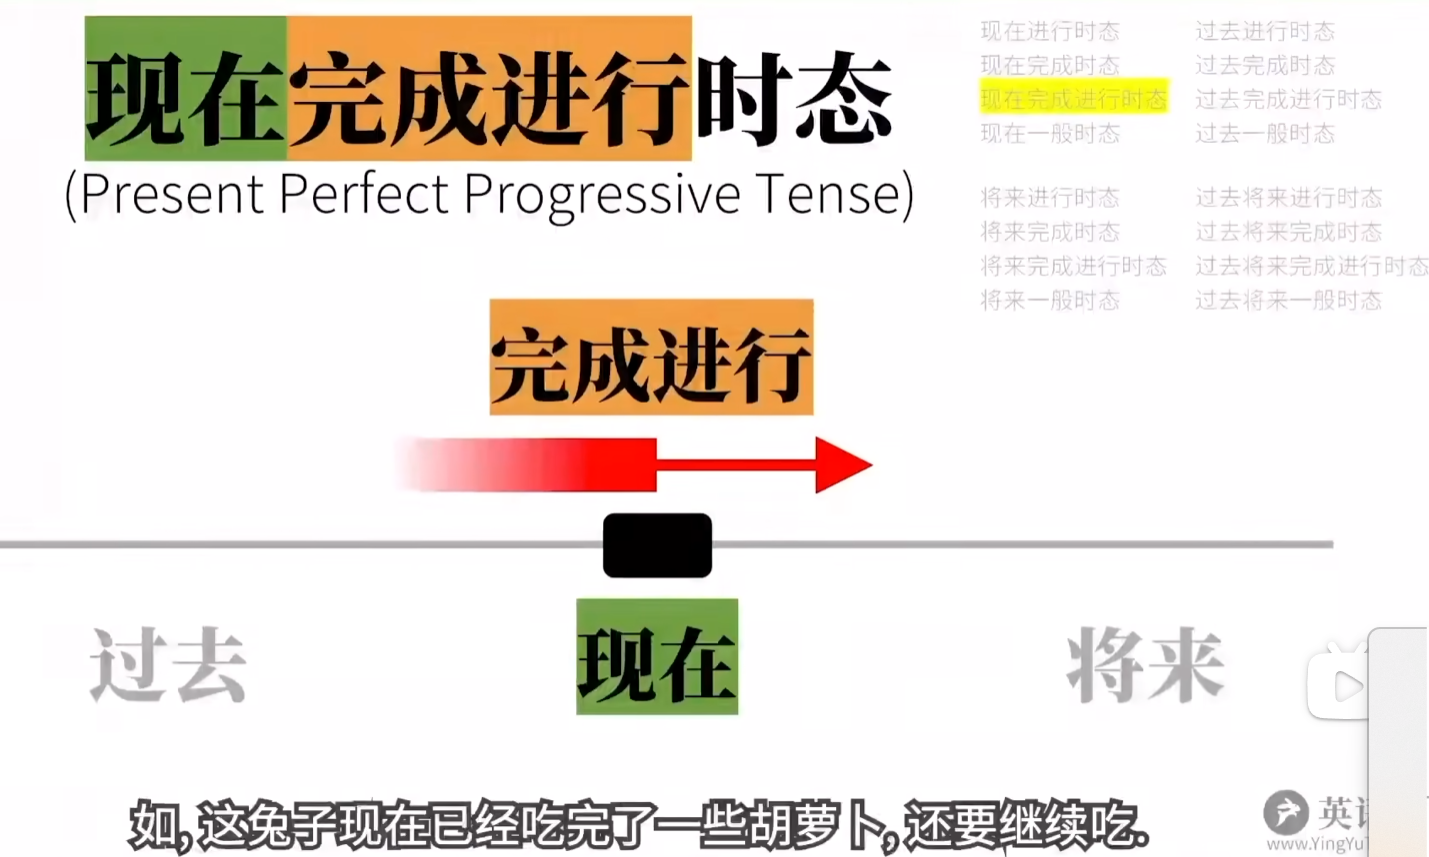 现在完成进行时态
(Present Perfect Progressive Tense)
现在进行时态
过去进行时态
现在完成时态
过去完成时态
现在完成进行时态
过去完成进行时态
现在一般时态
过去一般时态
将来进行时态
过去将来进行时态
将来完成时态
过去将来完成时态
将来完成进行时态
过去将来完成进行时态
将来一般时态
过去将来一般时态
完成进行
过去
现在
将来
如, 这兔子现在已经吃完了一些胡萝卜, 还要继续吃.
英语
www.YingYuT